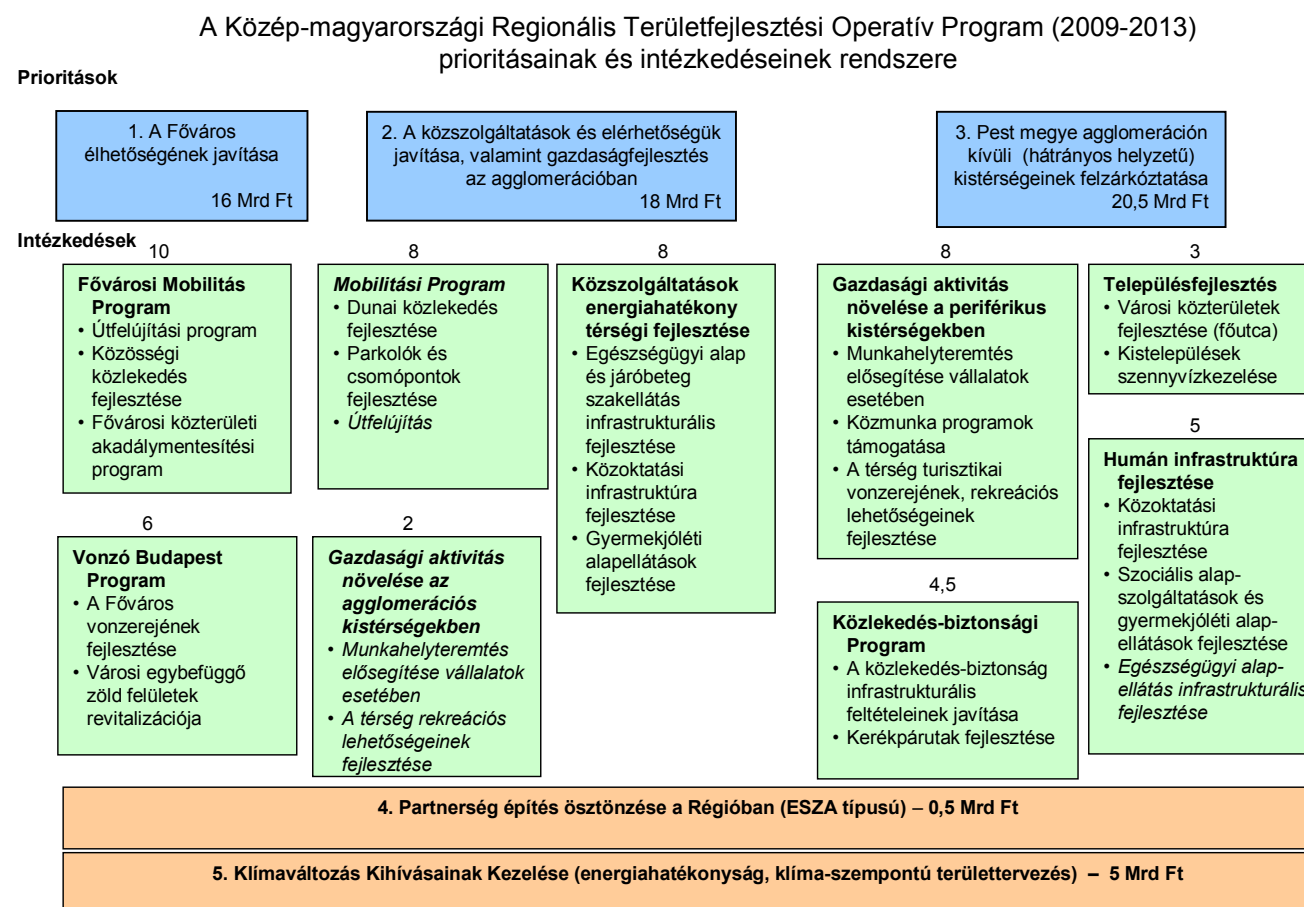 A Közép-magyarországi Regionális Területfejlesztési Operatív Program (2009-2013)
prioritásainak és intézkedéseinek rendszere
Prioritások
1. A Főváros
élhetőségének javítása
16 Mrd Ft
2. A közszolgáltatások és elérhetőségük
javítása, valamint gazdaságfejlesztés
az agglomerációban
18 Mrd Ft
3. Pest megye agglomeráción
kívüli (hátrányos helyzetű)
kistérségeinek felzárkóztatása
20,5 Mrd Ft
Intézkedések
10
Fővárosi Mobilitás
Program
• Útfelújítási program
• Közösségi
közlekedés
fejlesztése
• Fővárosi közterületi
akadálymentesítési
program
6
Vonzó Budapest
Program
• A Főváros
vonzerejének
fejlesztése
• Városi egybefüggő
zöld felületek
revitalizációja
8
Mobilitási Program
• Dunai közlekedés
fejlesztése
• Parkolók és
csomópontok
fejlesztése
• Útfelújítás
2
Gazdasági aktivitás
növelése az
agglomerációs
kistérségekben
• Munkahelyteremtés
elősegítése vállalatok
esetében
• A térség rekreációs
lehetőségeinek
fejlesztése
8
Közszolgáltatások
energiahatékony
térségi fejlesztése
• Egészségügyi alap
és járóbeteg
szakellátás
infrastrukturális
fejlesztése
• Közoktatási
infrastruktúra
fejlesztése
• Gyermekjóléti
alapellátások
fejlesztése
8
Gazdasági aktivitás
növelése a periférikus
kistérségekben
• Munkahelyteremtés
elősegítése vállalatok
esetében
• Közmunka programok
támogatása
• A térség turisztikai
vonzerejének, rekreációs
lehetőségeinek
fejlesztése
4,5
Közlekedés-biztonsági
Program
• A közlekedés-biztonság
infrastrukturális
feltételeinek javítása
• Kerékpárutak fejlesztése
3
Településfejlesztés
• Városi közterületek
fejlesztése (főutca)
• Kistelepülések
szennyvízkezelése
5
Humán infrastruktúra
fejlesztése
• Közoktatási
infrastruktúra
fejlesztése
• Szociális alap-
szolgáltatások és
gyermekjóléti alap-
ellátások fejlesztése
• Egészségügyi alap-
ellátás infrastrukturális
fejlesztése
4. Partnerség építés ösztönzése a Régióban (ESZA típusú) – 0,5 Mrd Ft
5. Klímaváltozás Kihívásainak Kezelése (energiahatékonyság, klíma-szempontú területtervezés) – 5 Mrd Ft